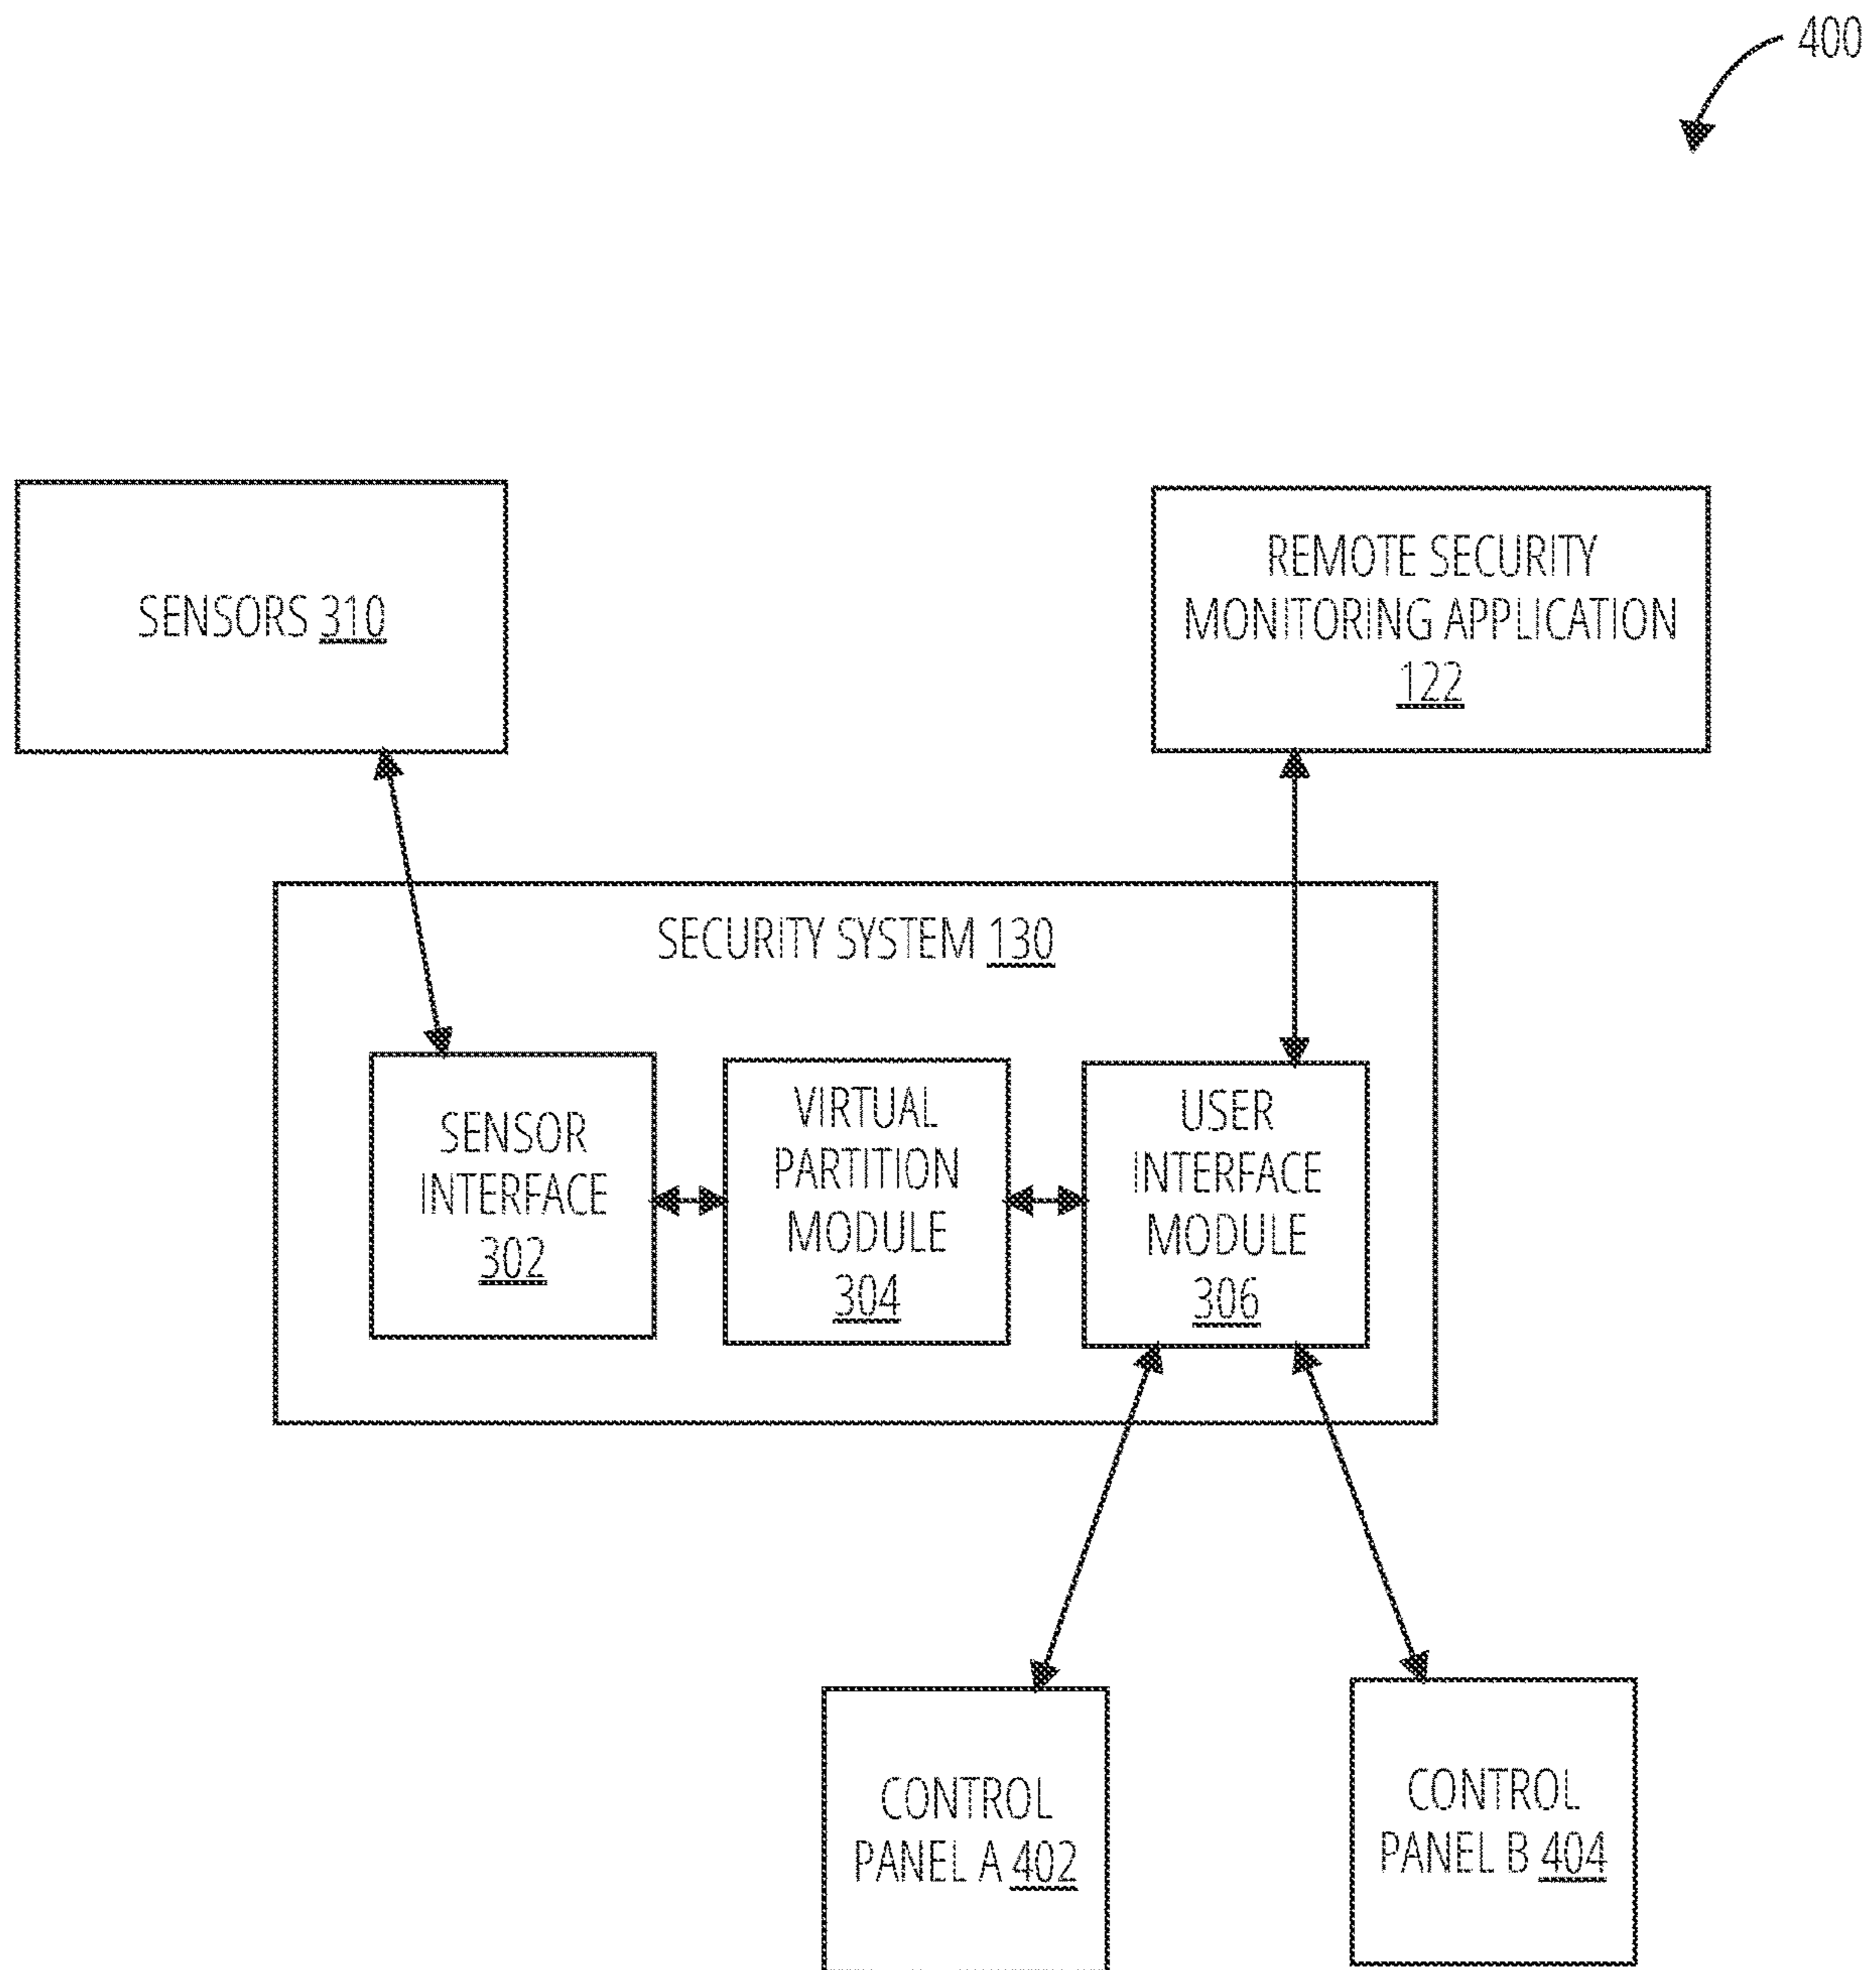 400
SENSORS 310
REMOTE SECURITY
MONITORING APPLICATION
122
SECURITY SYSTEM 130
SENSOR
INTERFACE
302
VIRTUAL
PARTITION
MODULE
304
USER
INTERFACE
MODULE
306
CONTROL
PANEL A 402
CONTROL
PANEL B 404